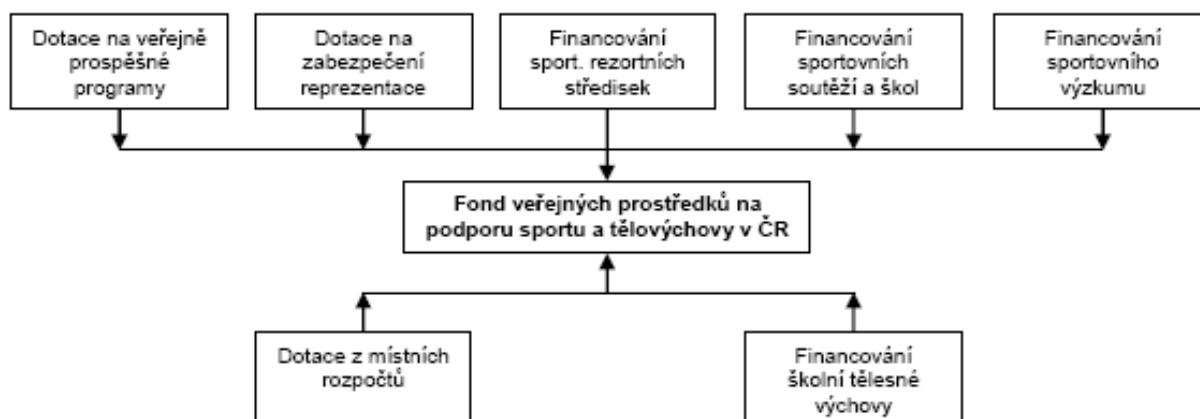 Dotace na veřejně
prospěšné
programy
Dotace na
zabezpečení
reprezentace
Financování
sport. rezortních
středisek
Financování
sportovních
soutěží a škol
Financování
sportovního
výzkumu
Fond veřejných prostředků na
podporu sportu a tělovýchovy v ČR
Dotace z místních
rozpočtů
Financování
školní tělesné
výchovy